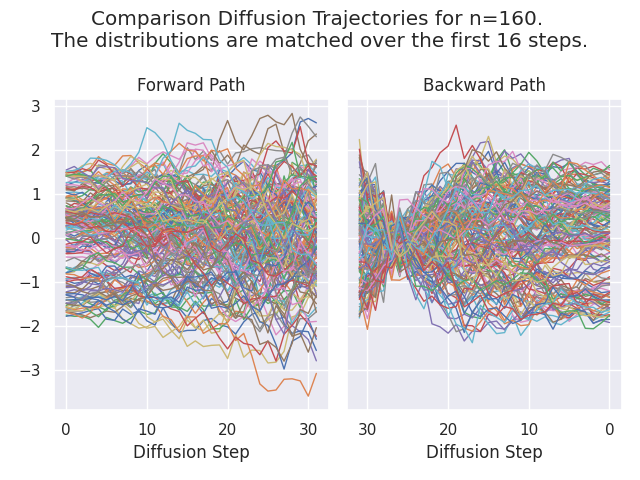 Comparison Diffusion Trajectories for n=160.
The distributions are matched over the first 16 steps.
Forward Path
Backward Path
3
2
1
0
−1
−2
−3
0 10 20 30
30 20 10 0
Diffusion Step
Diffusion Step